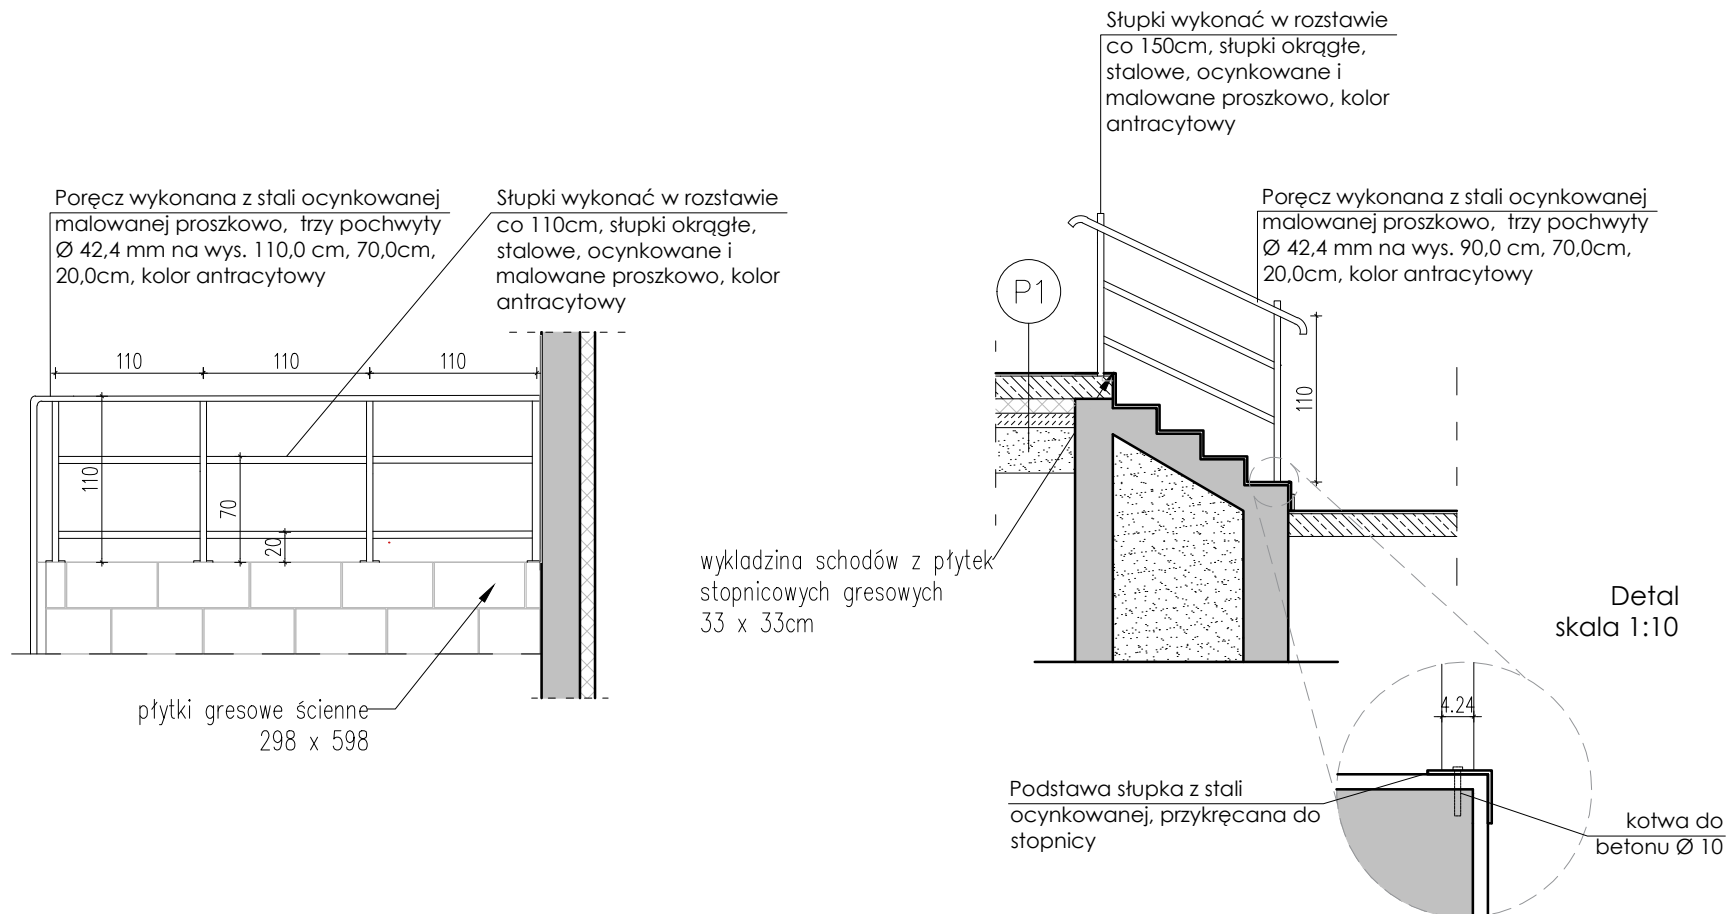 Słupki wykonać w rozstawie
co 150cm, słupki okrągłe,
stalowe, ocynkowane i
malowane proszkowo, kolor
antracytowy
Poręcz wykonana z stali ocynkowanej
malowanej proszkowo, trzy pochwyty
Ø 42,4 mm na wys. 110,0 cm, 70,0cm,
20,0cm, kolor antracytowy
Słupki wykonać w rozstawie
co 110cm, słupki okrągłe,
stalowe, ocynkowane i
malowane proszkowo, kolor
antracytowy
Poręcz wykonana z stali ocynkowanej
malowanej proszkowo, trzy pochwyty
Ø 42,4 mm na wys. 90,0 cm, 70,0cm,
20,0cm, kolor antracytowy
P1
110
110
110
110
70
20
110
wykladzina schodów z płytek
stopnicowych gresowych
33 x 33cm
płytki gresowe ścienne
298 x 598
Detal
skala 1:10
4.24
Podstawa słupka z stali
ocynkowanej, przykręcana do
stopnicy
kotwa do
betonu Ø 10